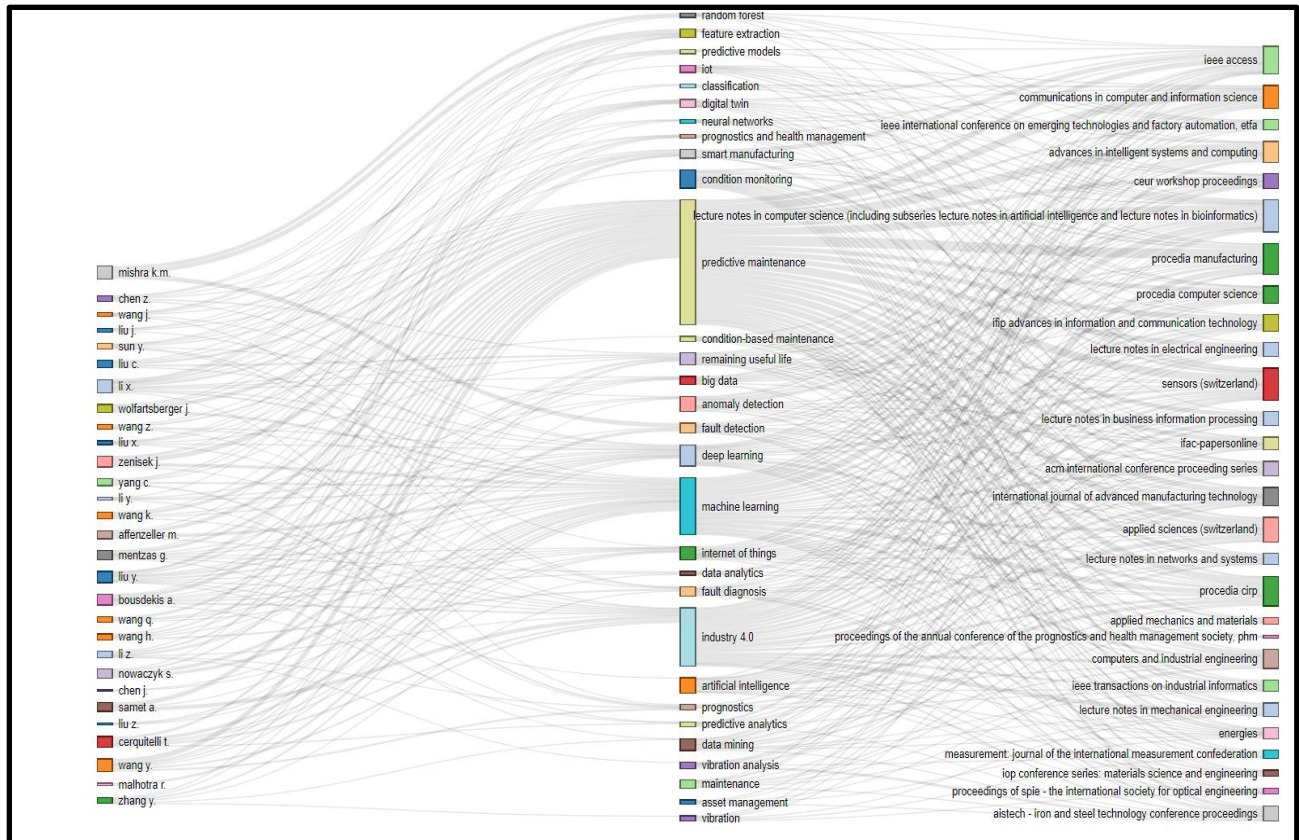 mishra k.m.
chen z.
wang j.
liu j.
sun y.
liu c.
li x.
wolfartsberger j.
wang z.
liu x.
zenisek j.
yang c.
li y.
wang k.
affenzeller m.
mentzas g.
liu y.
bousdekis a.
wang q.
wang h.
li z.
nowaczyk s.
chen j.
samet a.
liu z.
cerquitelli t.
wang y.
malhotra r.
zhang y.
random forest
feature extraction
predictive models
iot
classification
digital twin
neural networks
prognostics and health management
smart manufacturing
condition monitoring
predictive maintenance
condition-based maintenance
remaining useful life
big data
anomaly detection
fault detection
deep learning
machine learning
internet of things
data analytics
fault diagnosis
industry 4.0
artificial intelligence
prognostics
predictive analytics
data mining
vibration analysis
maintenance
asset management
vibration
ieee access
communications in computer and information science
ieee international conference on emerging technologies and factory automation, etfa
advances in intelligent systems and computing
ceur workshop proceedings
lecture notes in computer science (including subseries lecture notes in artificial intelligence and lecture notes in bioinformatics)
procedia manufacturing
procedia computer science
ifip advances in information and communication technology
lecture notes in electrical engineering
sensors (switzerland)
lecture notes in business information processing
ifac-papersonline
acm international conference proceeding series
international journal of advanced manufacturing technology
applied sciences (switzerland)
lecture notes in networks and systems
procedia cirp
applied mechanics and materials
proceedings of the annual conference of the prognostics and health management society, phm
computers and industrial engineering
ieee transactions on industrial informatics
lecture notes in mechanical engineering
energies
measurement: journal of the international measurement confederation
iop conference series: materials science and engineering
proceedings of spie - the international society for optical engineering
aistech - iron and steel technology conference proceedings